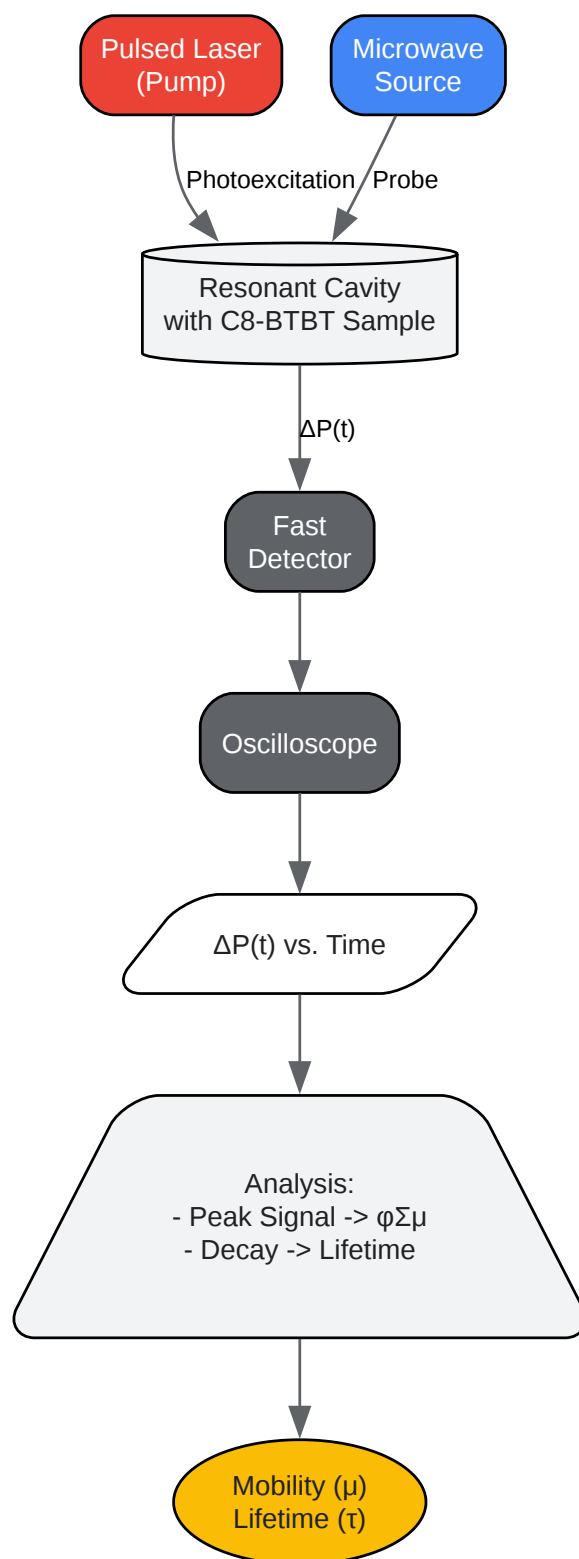 Pulsed Laser
(Pump)
Microwave
Source
Photoexcitation
Probe
Resonant Cavity
with C8-BTBT Sample
ΔP(t)
Fast
Detector
Oscilloscope
ΔP(t) vs. Time
Analysis:
- Peak Signal -> φΣμ
- Decay -> Lifetime
Mobility (μ)
Lifetime (τ)